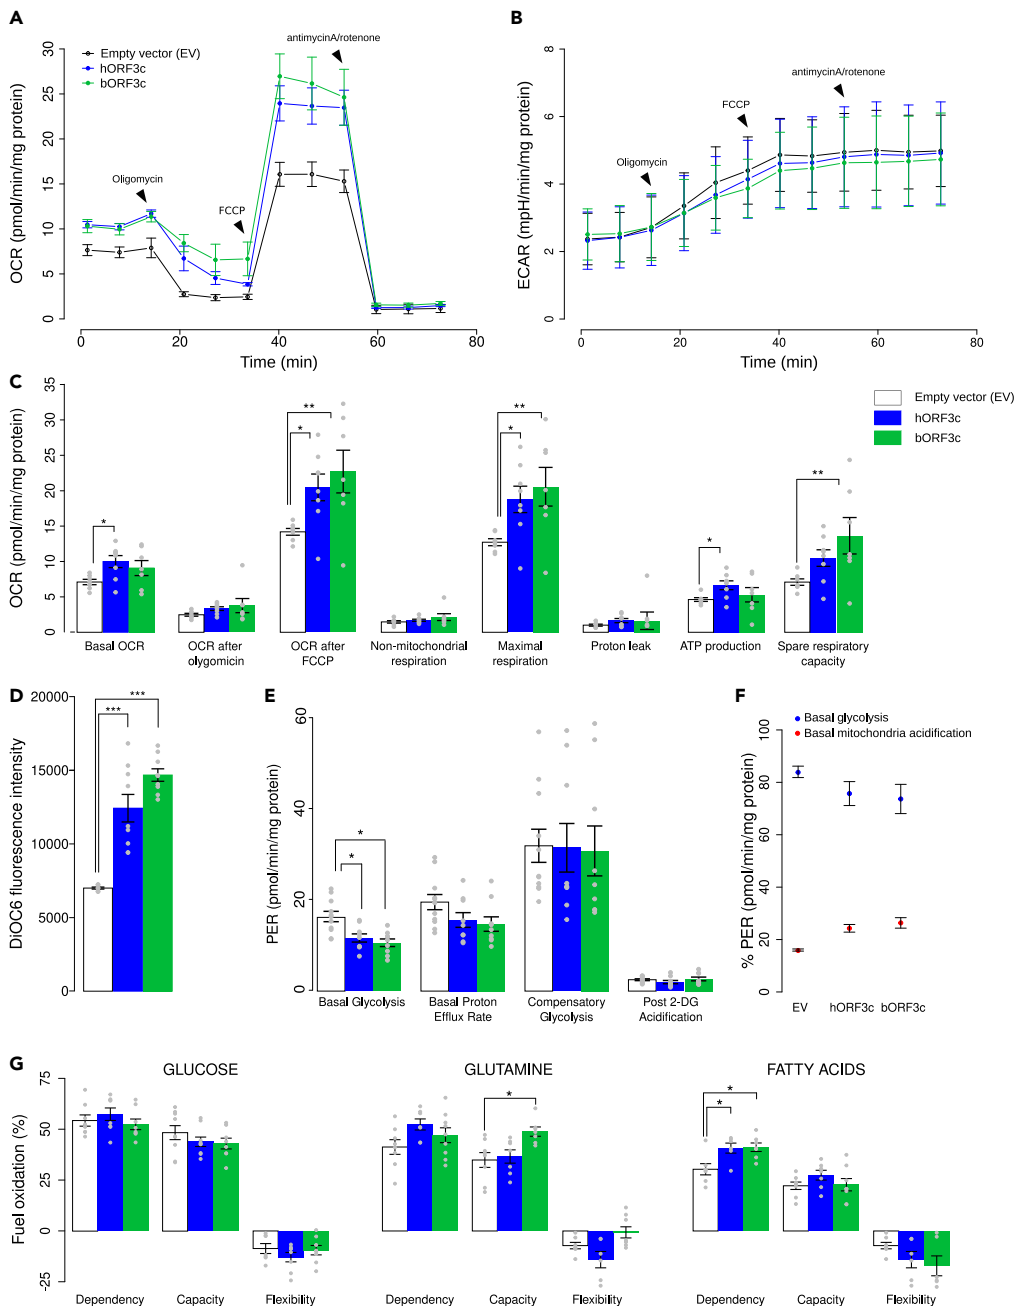 A
Empty vector (EV)
hORF3c
bORF3c
antimycinA/rotenone
Oligomycin
FCCP
OCR (pmol/min/mg protein)
0 5 10 15 20 25 30
0 20 40 60 80
Time (min)
B
antimycinA/rotenone
FCCP
Oligomycin
ECAR (mpH/min/mg protein)
0 2 4 6 8
0 20 40 60 80
Time (min)
C
Empty vector (EV)
hORF3c
bORF3c
OCR (pmol/min/mg protein)
0 5 10 15 20 25 30 35
* ** * ** * * **
Basal OCR
OCR after
olygomicin
OCR after
FCCP
Non-mitochondrial
respiration
Maximal
respiration
Proton leak
ATP production
Spare respiratory
capacity
D
DiOC6 fluorescence intensity
0 5000 10000 15000 20000
*** ***
E
PER (pmol/min/mg protein)
0 20 40 60
* *
Basal Glycolysis
Basal Proton
Efflux Rate
Compensatory
Glycolysis
Post 2-DG
Acidification
F
Basal glycolysis
Basal mitochondria acidification
% PER (pmol/min/mg protein)
0 20 40 60 80 100
EV hORF3c bORF3c
G
GLUCOSE GLUTAMINE FATTY ACIDS
Fuel oxidation (%)
-25 0 25 50 75
* * *
Dependency Capacity Flexibility
Dependency Capacity Flexibility
Dependency Capacity Flexibility